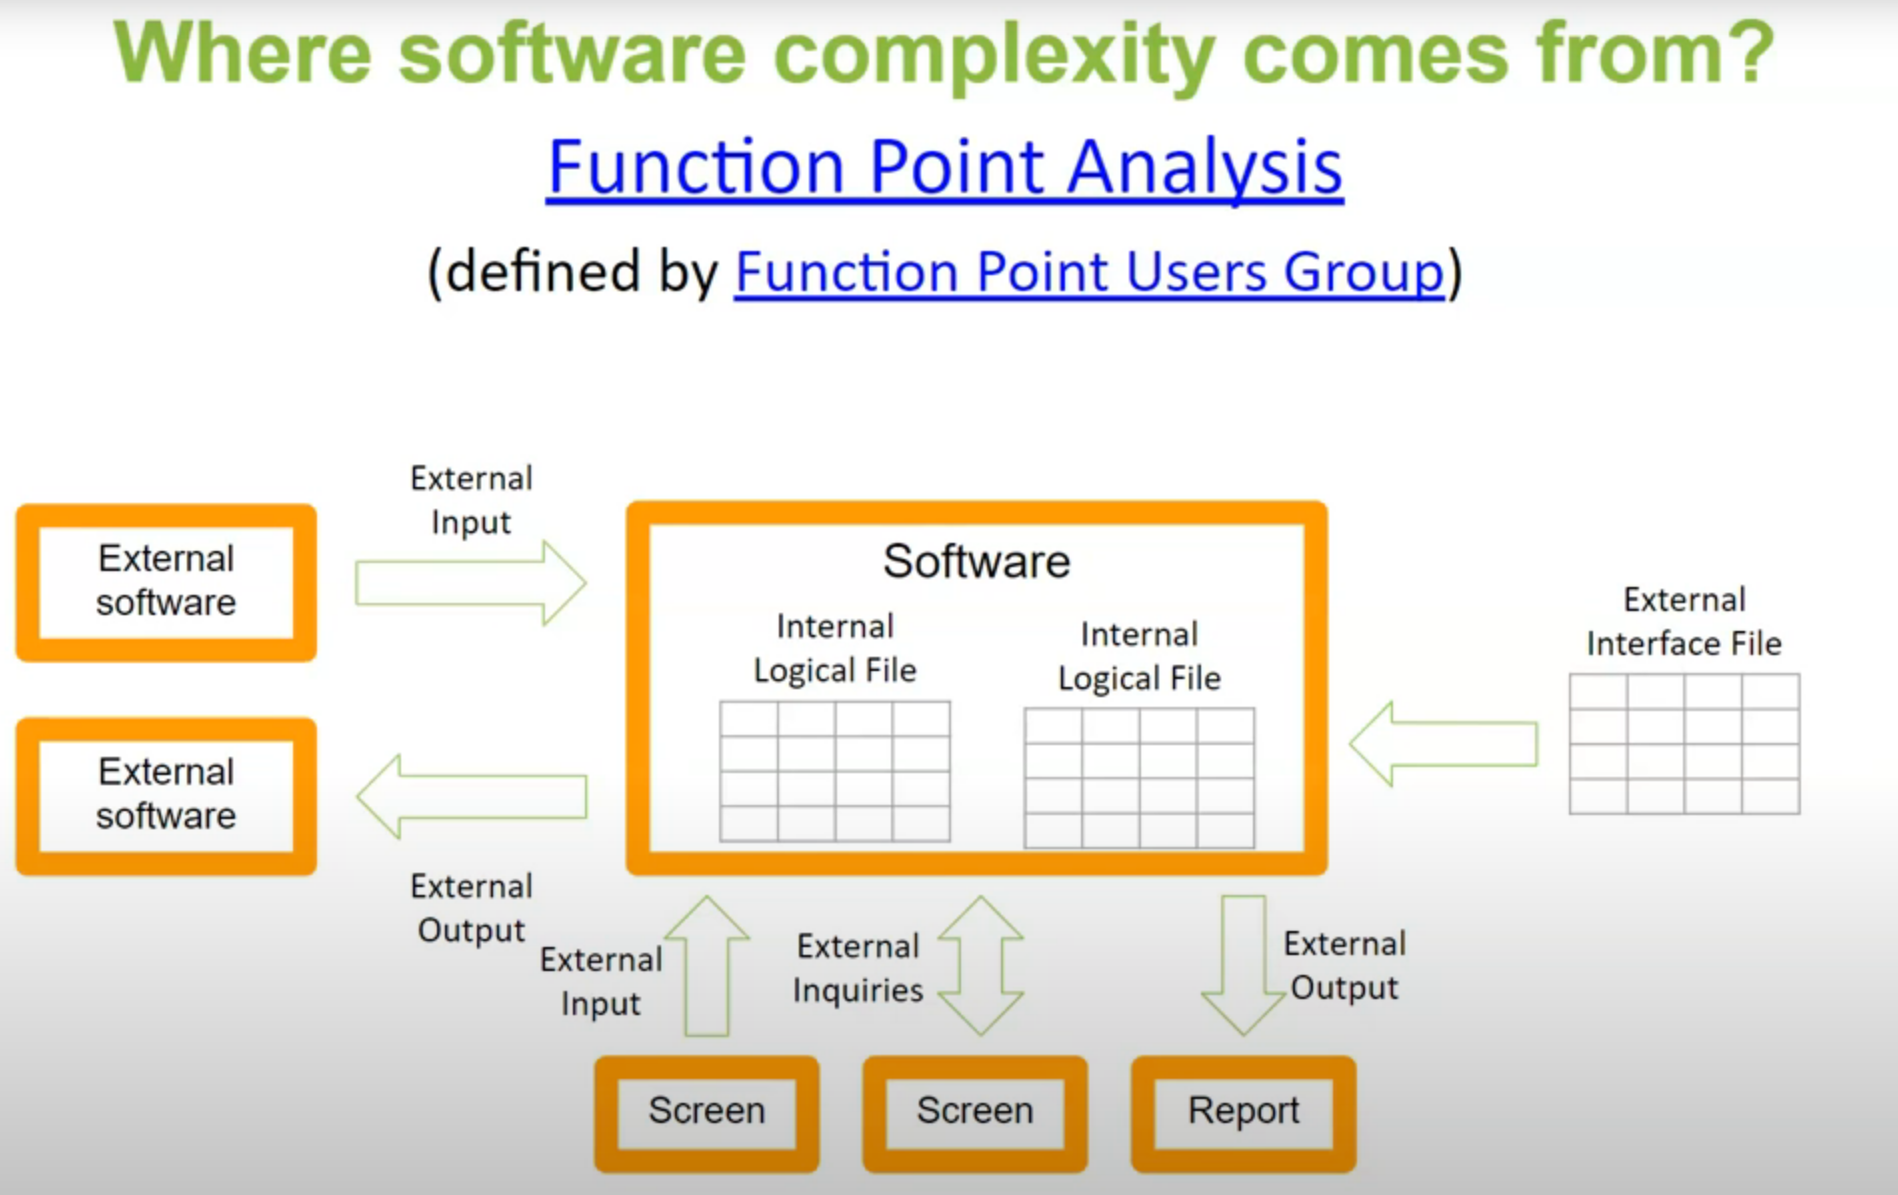 Where software complexity comes from?
Function Point Analysis
(defined by Function Point Users Group)
External
Input
External
software
Software
Internal
Logical File
Internal
Logical File
External
Interface File
External
software
External
Output
External
Input
External
Inquiries
External
Output
Screen
Screen
Report